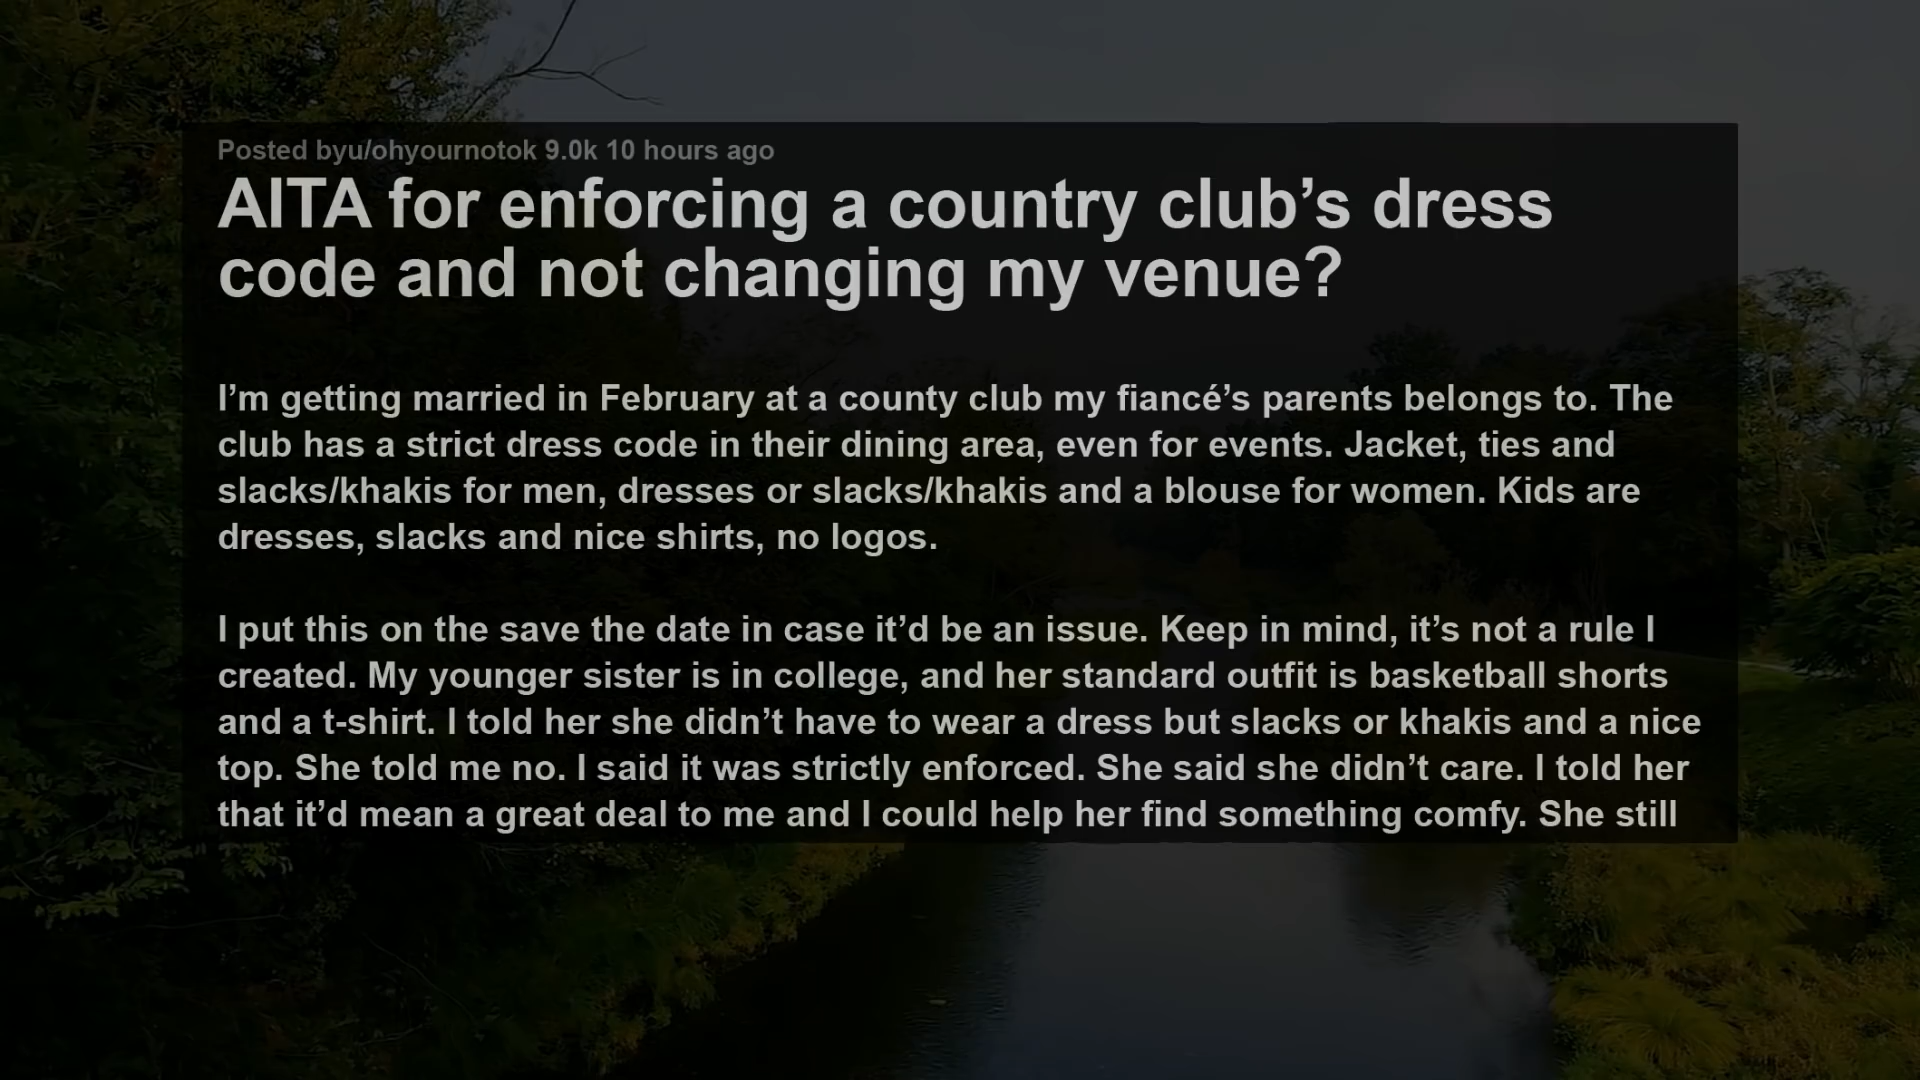 Posted byu/ohyournotok 9.0k 10 hours ago
AITA for enforcing a country club’s dress
code and not changing my venue?
I’m getting married in February at a county club my fiancé’s parents belongs to. The
club has a strict dress code in their dining area, even for events. Jacket, ties and
slacks/khakis for men, dresses or slacks/khakis and a blouse for women. Kids are
dresses, slacks and nice shirts, no logos.
I put this on the save the date in case it’d be an issue. Keep in mind, it’s not a rule I
created. My younger sister is in college, and her standard outfit is basketball shorts
and a t-shirt. I told her she didn’t have to wear a dress but slacks or khakis and a nice
top. She told me no. I said it was strictly enforced. She said she didn’t care. I told her
that it’d mean a great deal to me and I could help her find something comfy. She still